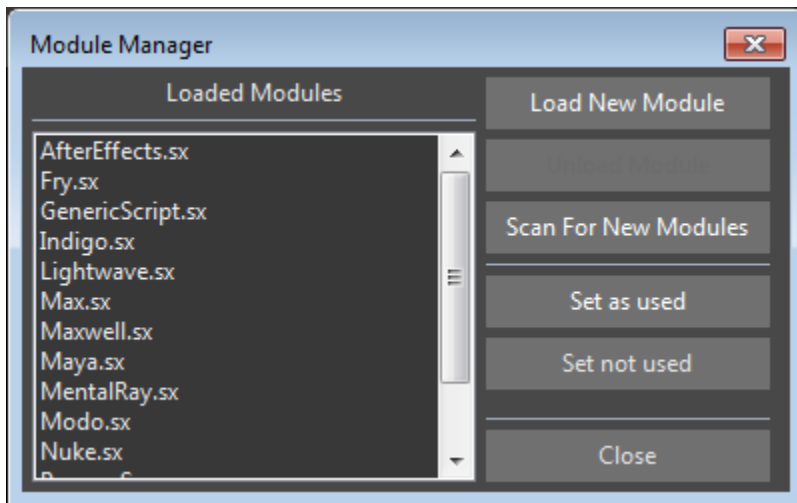 Module Manager
Loaded Modules
AfterEffects.sx
Fry.sx
GenericScript.sx
Indigo.sx
Lightwave.sx
Max.sx
Maxwell.sx
Maya.sx
MentalRay.sx
Modo.sx
Nuke.sx
Load New Module
Unload Module
Scan For New Modules
Set as used
Set not used
Close